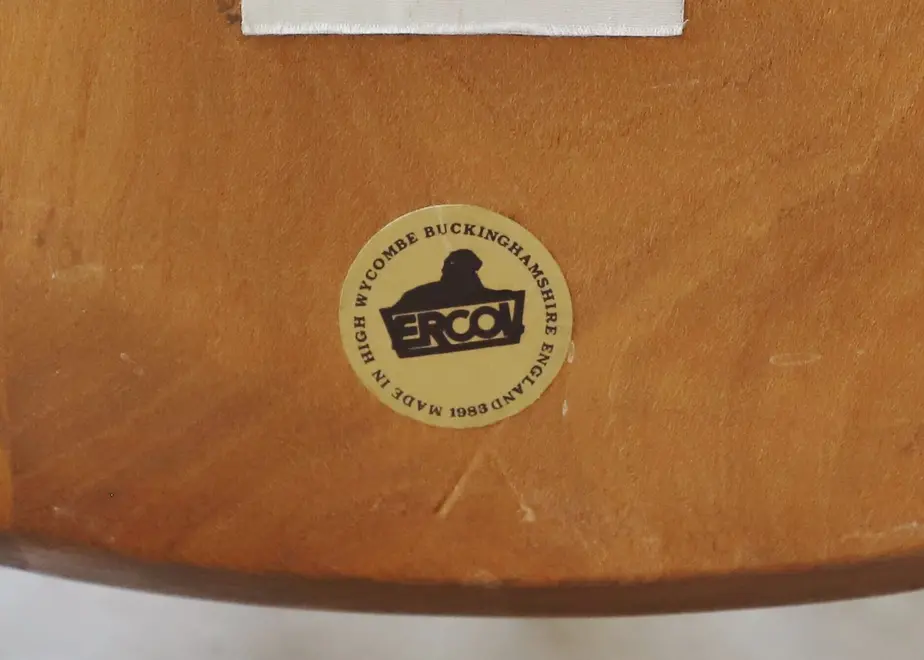 MADE IN HIGH WYCOMBE BUCKINGHAMSHIRE ENGLAND 1983
ERCOL